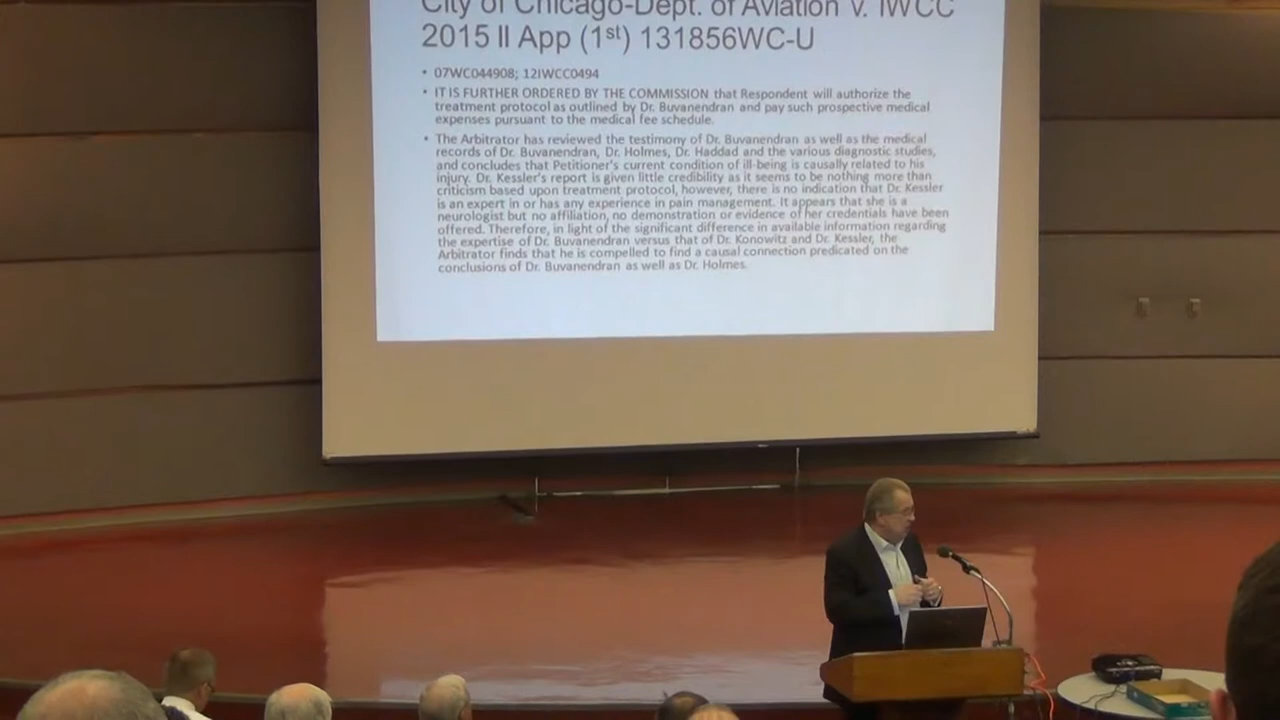 City of Chicago-Dept. of Aviation v. IWCC
2015 Il App (1st) 131856WC-U
• 07WC044908; 12IWCC0494
• IT IS FURTHER ORDERED BY THE COMMISSION that Respondent will authorize the
treatment protocol as outlined by Dr. Buvanendran and pay such prospective medical
expenses pursuant to the medical fee schedule.
• The Arbitrator has reviewed the testimony of Dr. Buvanendran as well as the medical
records of Dr. Buvanendran, Dr. Holmes, Dr. Haddad and the various diagnostic studies,
and concludes that Petitioner's current condition of ill-being is causally related to his
injury. Dr. Kessler's report is given little credibility as it seems to be nothing more than
criticism based upon treatment protocol, however, there is no indication that Dr. Kessler
is an expert in or has any experience in pain management. It appears that she is a
neurologist but no affiliation, no demonstration or evidence of her credentials have been
offered. Therefore, in light of the significant difference in available information regarding
the expertise of Dr. Buvanendran versus that of Dr. Konowitz and Dr. Kessler, the
Arbitrator finds that he is compelled to find a causal connection predicated on the
conclusions of Dr. Buvanendran as well as Dr. Holmes.